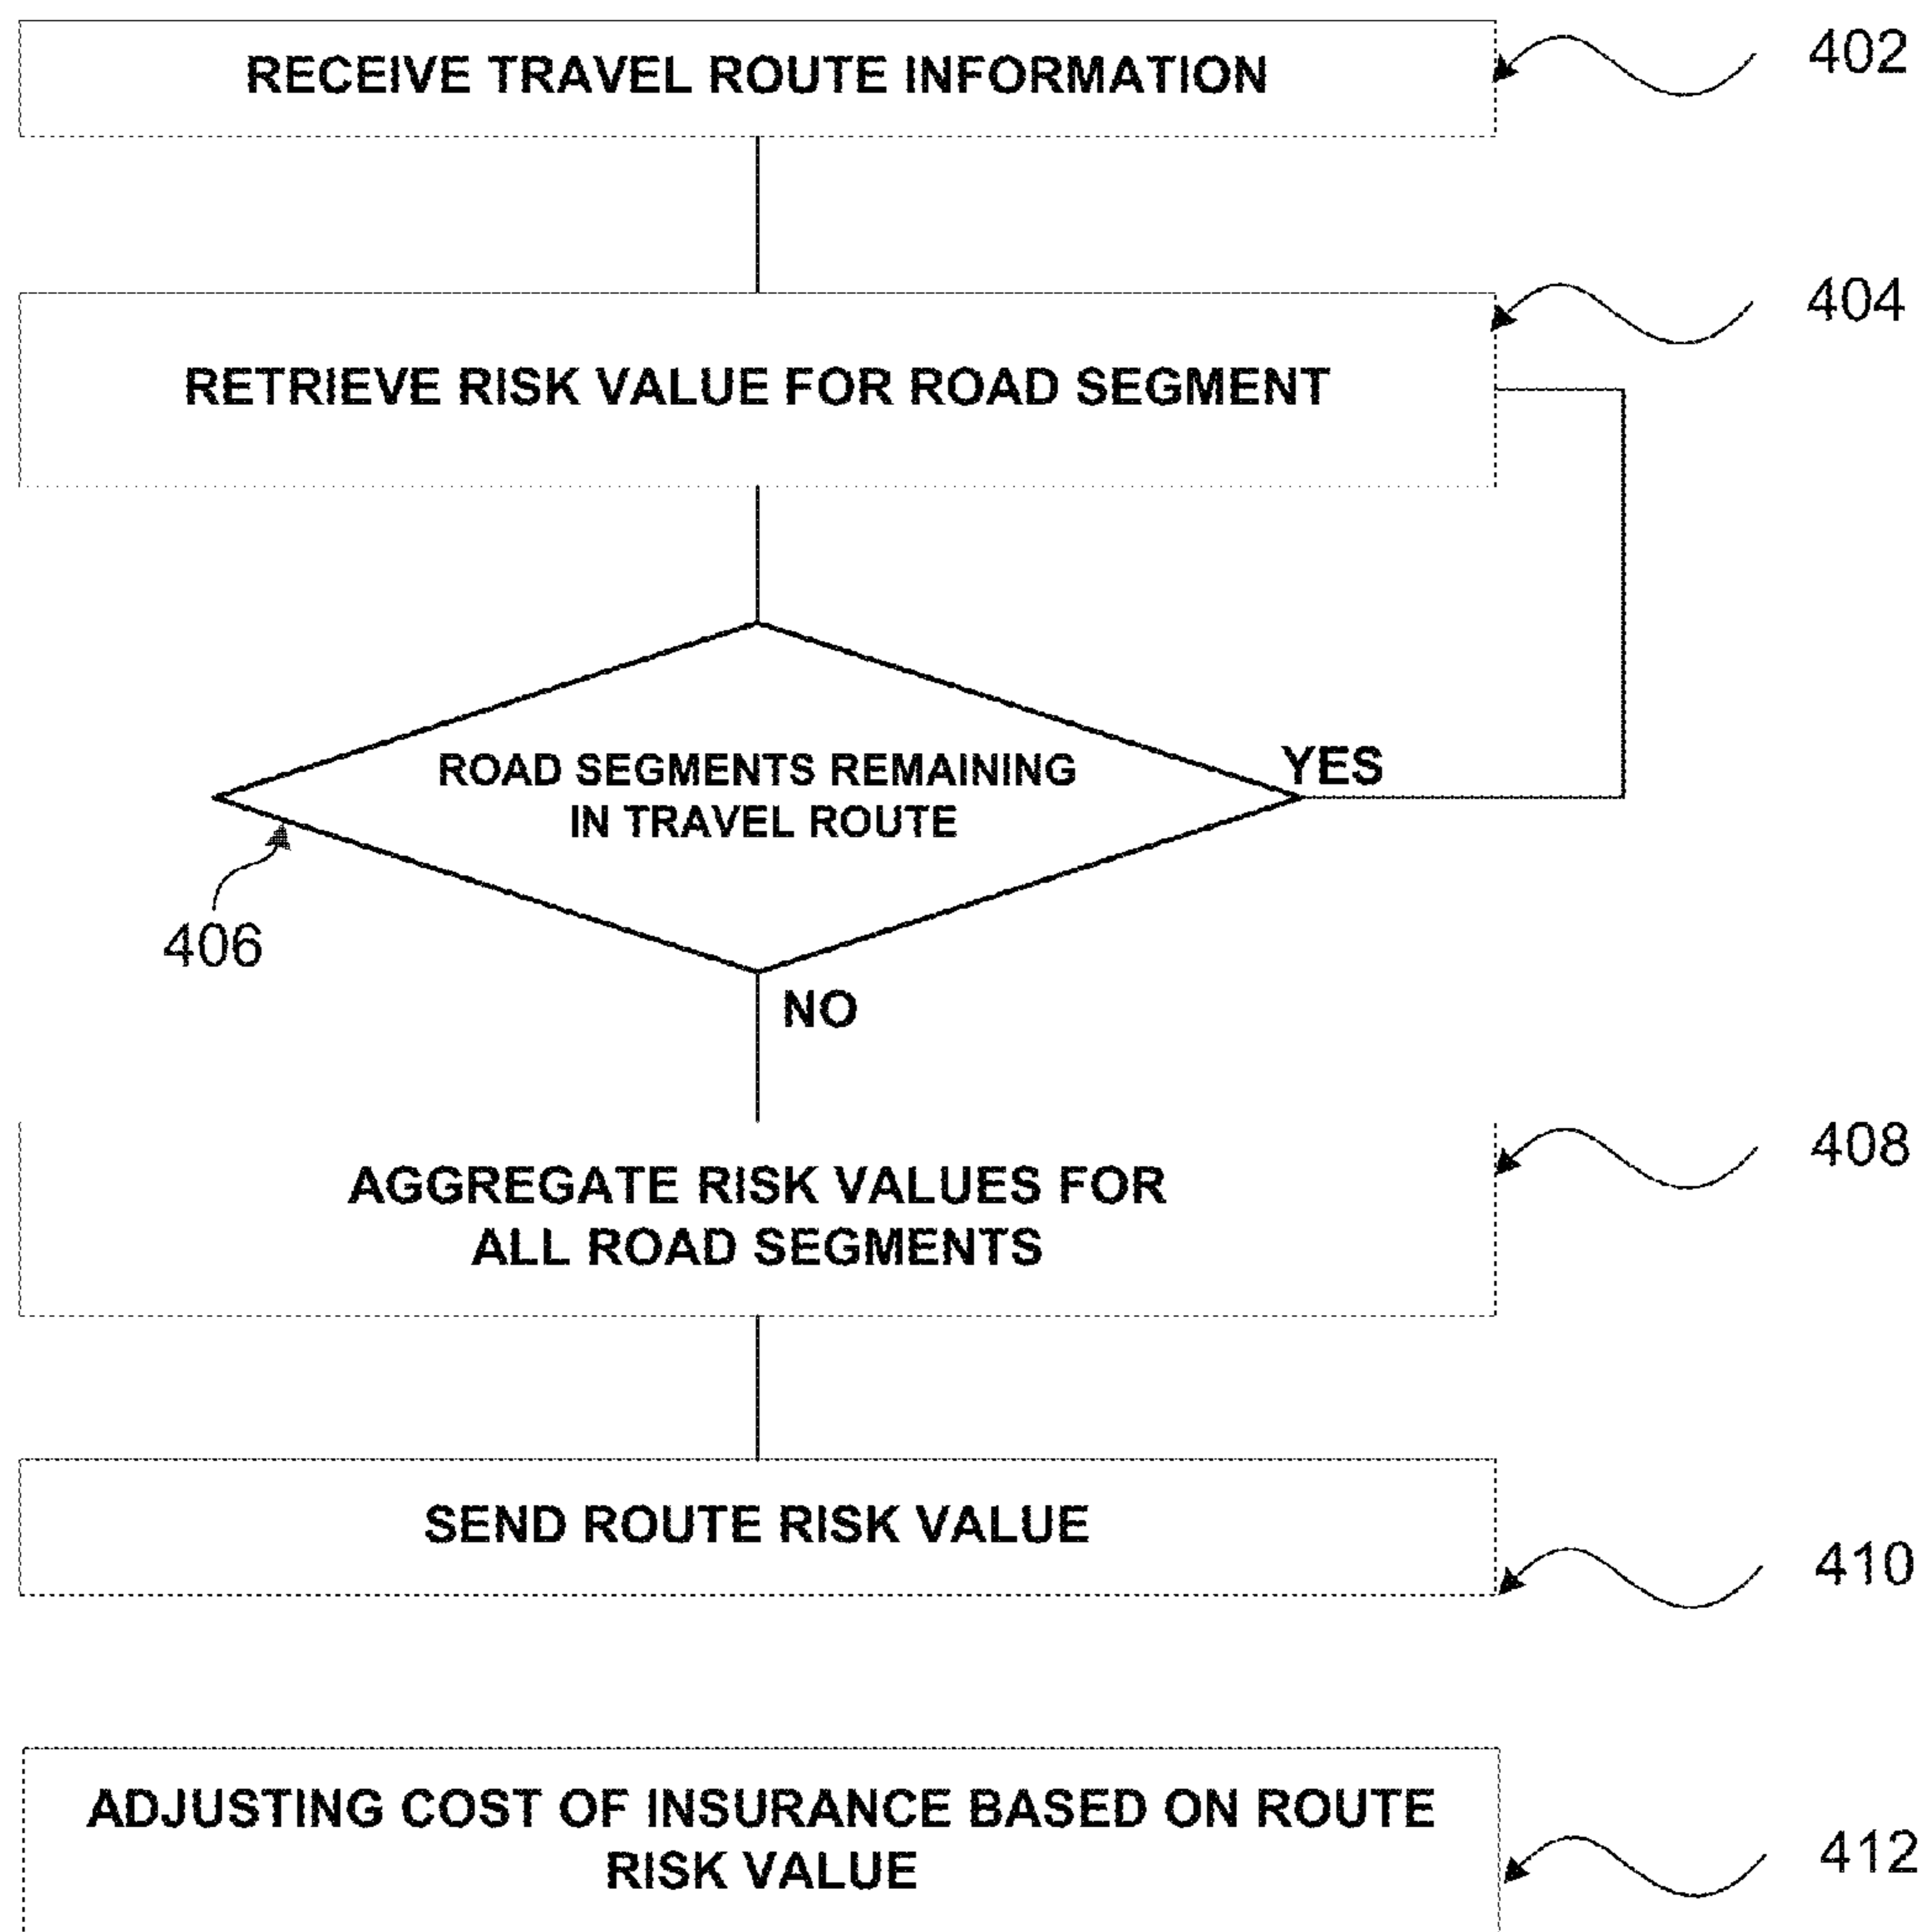 RECEIVE TRAVEL ROUTE INFORMATION
402
RETRIEVE RISK VALUE FOR ROAD SEGMENT
404
ROAD SEGMENTS REMAINING
IN TRAVEL ROUTE
YES
406
NO
AGGREGATE RISK VALUES FOR
ALL ROAD SEGMENTS
408
SEND ROUTE RISK VALUE
410
ADJUSTING COST OF INSURANCE BASED ON ROUTE
RISK VALUE
412